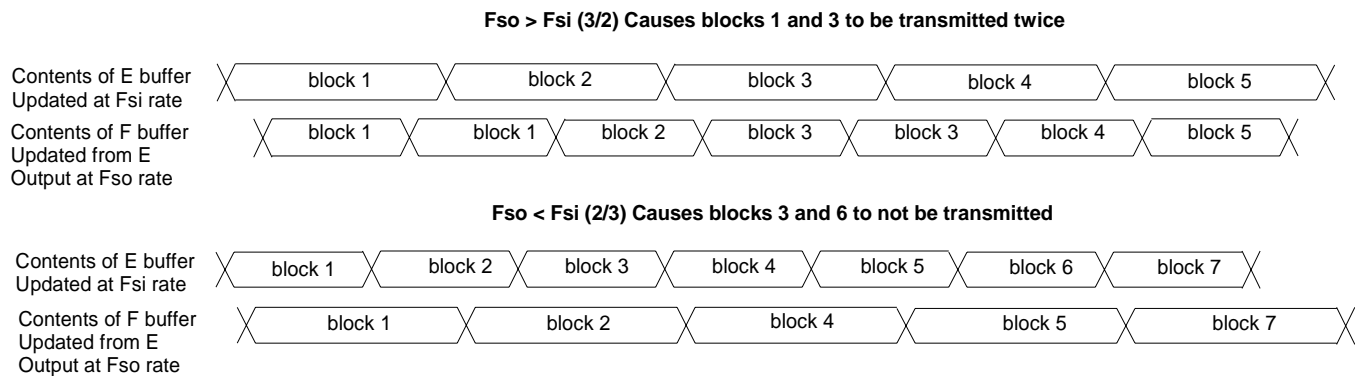 Fso > Fsi (3/2) Causes blocks 1 and 3 to be transmitted twice
Contents of E buffer
Updated at Fsi rate
block 1 block 2 block 3 block 4 block 5
Contents of F buffer
Updated from E
Output at Fso rate
block 1 block 1 block 2 block 3 block 3 block 4 block 5
Fso < Fsi (2/3) Causes blocks 3 and 6 to not be transmitted
Contents of E buffer
Updated at Fsi rate
block 1 block 2 block 3 block 4 block 5 block 6 block 7
Contents of F buffer
Updated from E
Output at Fso rate
block 1 block 2 block 4 block 5 block 7